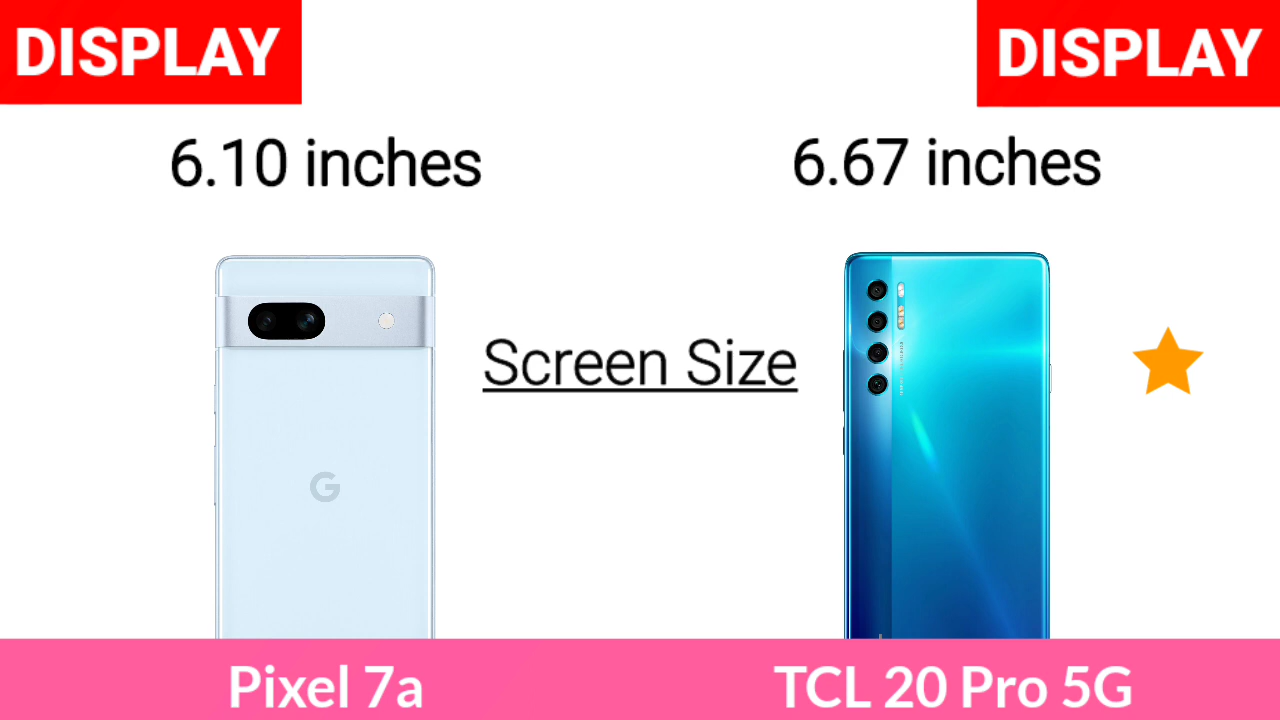 DISPLAY
DISPLAY
6.10 inches
6.67 inches
Screen Size
G
Pixel 7a
TCL 20 Pro 5G